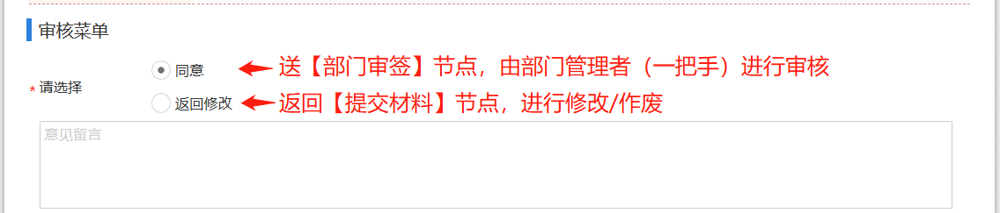 审核菜单
同意 送【部门审签】节点，由部门管理者（一把手）进行审核
* 请选择
返回修改 返回【提交材料】节点，进行修改/作废
意见留言